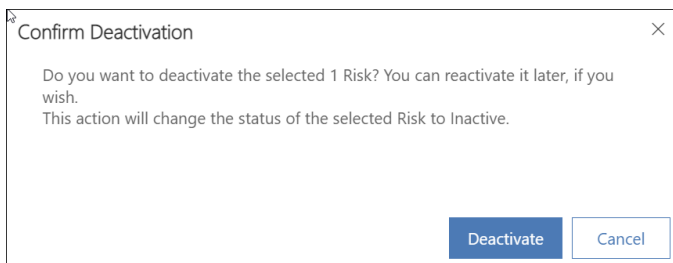 Confirm Deactivation
Do you want to deactivate the selected 1 Risk? You can reactivate it later, if you
wish.
This action will change the status of the selected Risk to Inactive.
Deactivate
Cancel